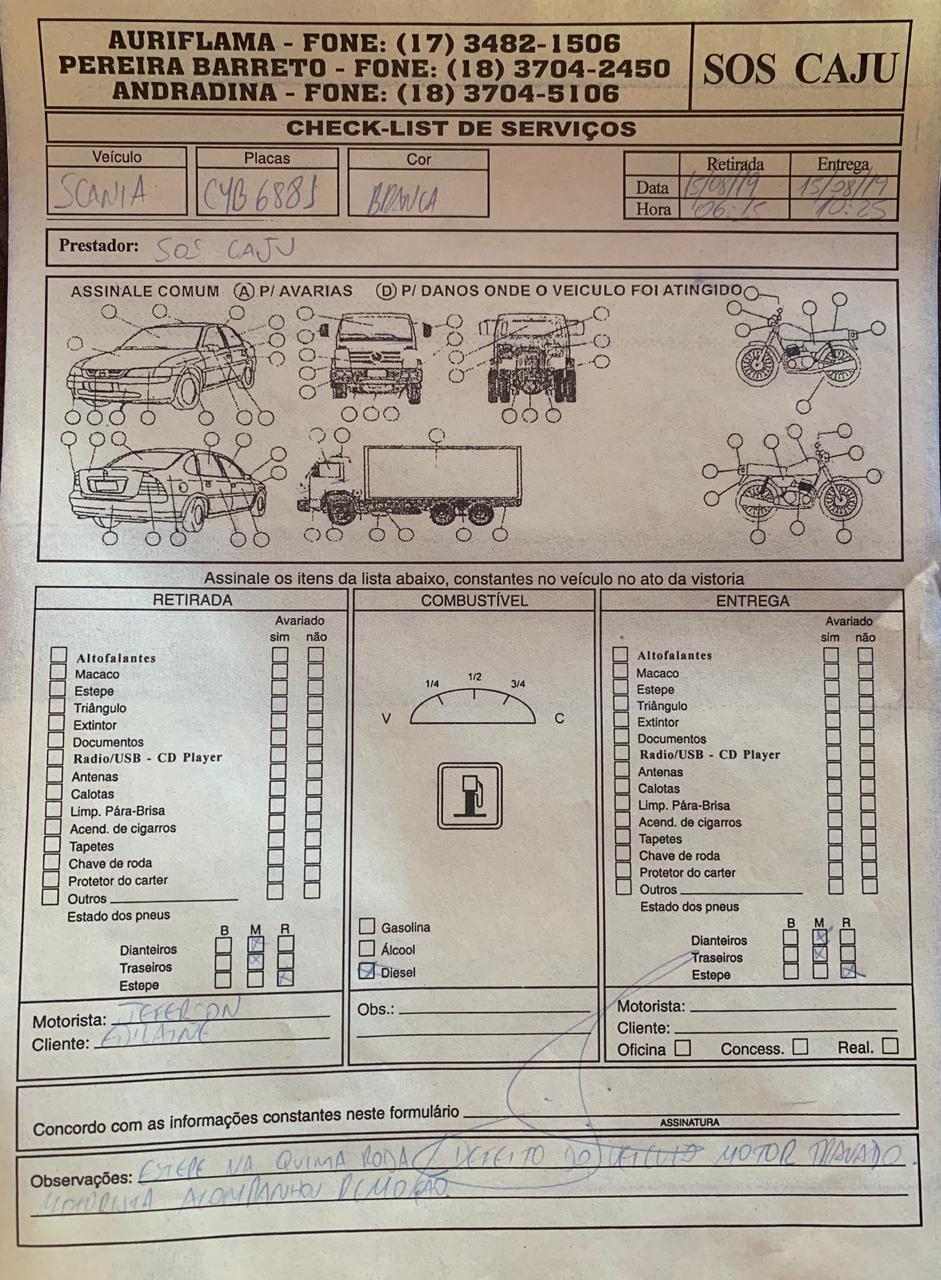 AURIFLAMA - FONE: (17) 3482-1506
PEREIRA BARRETO - FONE: (18) 3704-2450
ANDRADINA - FONE: (18) 3704-5106
SOS CAJU
CHECK-LIST DE SERVIÇOS
Veículo Placas Cor Retirada Entrega
SCANIA BRANCA Data 15/08/19 15/08/19
Hora 06:15 10:25
Prestador: SOS CAJU
ASSINALE COMUM (A) P/ AVARIAS (D) P/ DANOS ONDE O VEICULO FOI ATINGIDO
Assinale os itens da lista abaixo, constantes no veículo no ato da vistoria
RETIRADA
Avariado
sim não
Altofalantes
Macaco
Estepe
Triângulo
Extintor
Documentos
Radio/USB - CD Player
Antenas
Calotas
Limp. Pára-Brisa
Acend. de cigarros
Tapetes
Chave de roda
Protetor do carter
Outros
Estado dos pneus
B M R
Dianteiros
Traseiros
Estepe
Motorista: JEFERSON
Cliente: EDILAINE
COMBUSTÍVEL
1/4 1/2 3/4
V C
Gasolina
Álcool
Diesel
Obs.:
ENTREGA
Avariado
sim não
Altofalantes
Macaco
Estepe
Triângulo
Extintor
Documentos
Radio/USB - CD Player
Antenas
Calotas
Limp. Pára-Brisa
Acend. de cigarros
Tapetes
Chave de roda
Protetor do carter
Outros
Estado dos pneus
B M R
Dianteiros
Traseiros
Estepe
Motorista:
Cliente:
Oficina Concess. Real.
Concordo com as informações constantes neste formulário
ASSINATURA
Observações: ESTEPE NA QUIMA RODA DEFEITO DO VEICULO MOTOR TRAVADO
MOTORISTA ACOMPANHOU REMOÇÃO